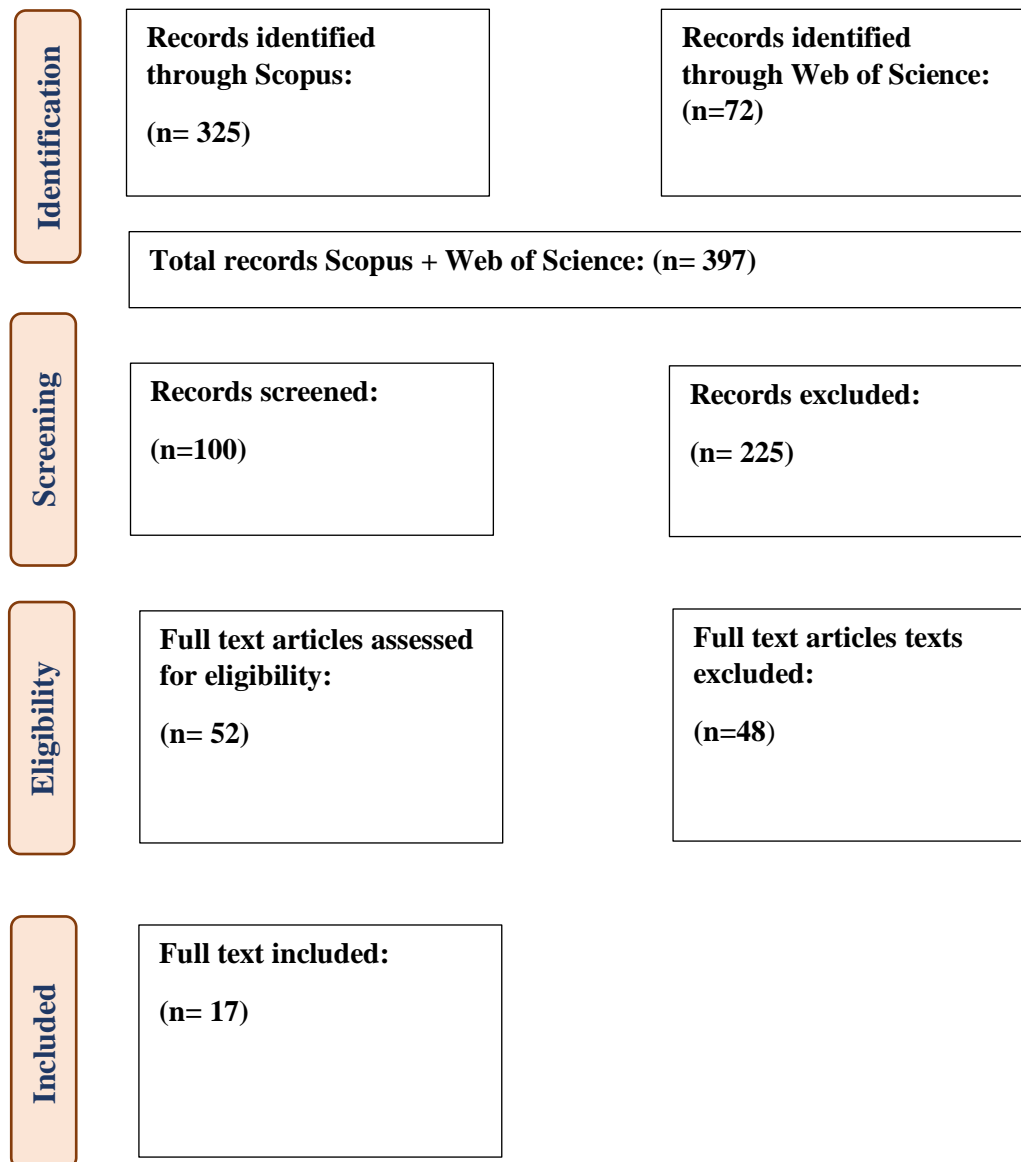 Identification
Records identified
through Scopus:
(n= 325)
Records identified
through Web of Science:
(n=72)
Total records Scopus + Web of Science: (n= 397)
Screening
Records screened:
(n=100)
Records excluded:
(n= 225)
Eligibility
Full text articles assessed
for eligibility:
(n= 52)
Full text articles texts
excluded:
(n=48)
Included
Full text included:
(n= 17)